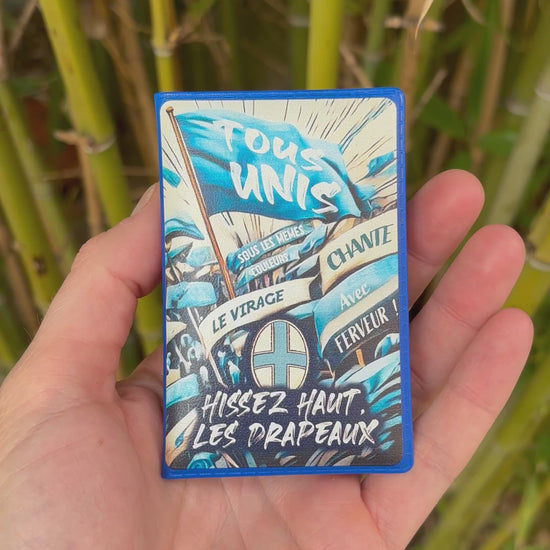 TOUS
UNIS
SOUS LES MÊMES
COULEURS
CHANTE
LE VIRAGE
Avec
FERVEUR !
HISSEZ HAUT,
LES DRAPEAUX